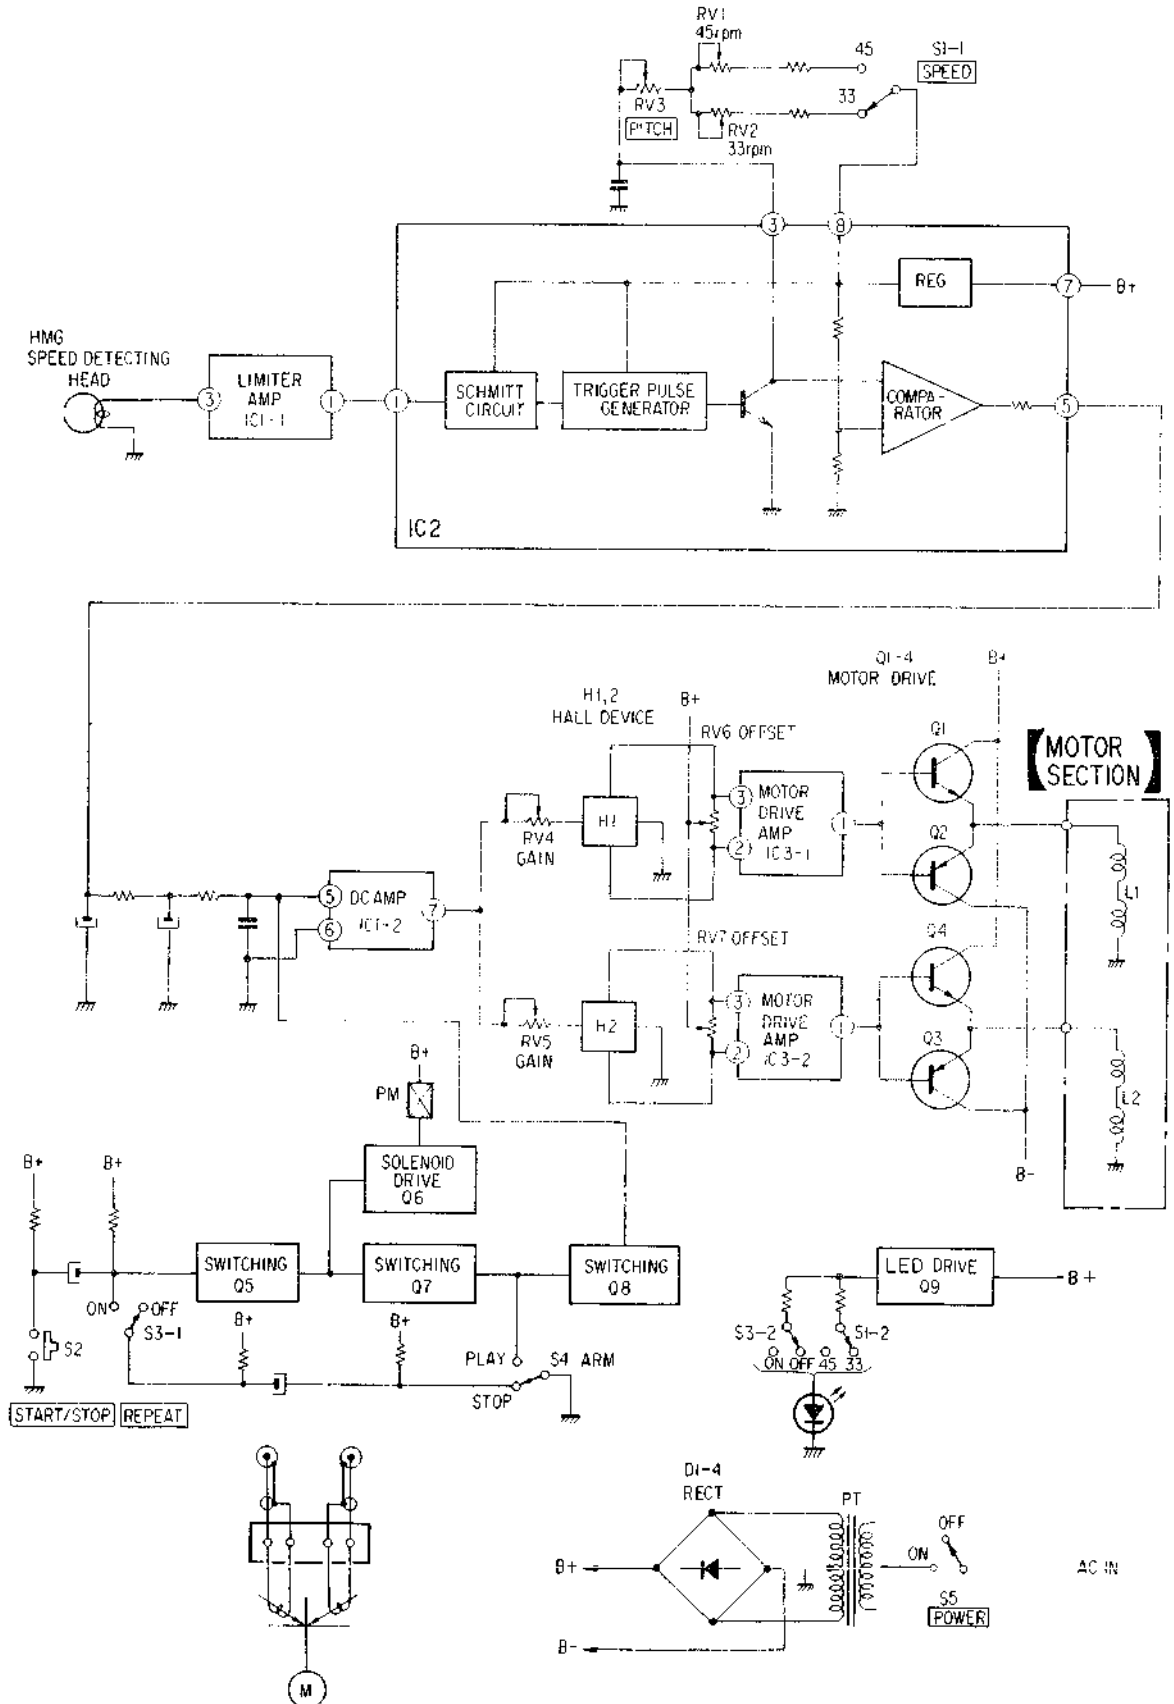 RV1
45rpm
45
S1-1
SPEED
RV3
PITCH
33
RV2
33rpm
3
8
REG
7
B+
HMG
SPEED DETECTING
HEAD
3
LIMITER
AMP
IC1-1
1
1
SCHMITT
CIRCUIT
TRIGGER PULSE
GENERATOR
COMPA-
RATOR
5
IC2
Q1-4
MOTOR DRIVE
B+
H1,2
HALL DEVICE
B+
RV6 OFFSET
Q1
MOTOR
SECTION
H1
3
MOTOR
DRIVE
AMP
IC3-1
2
1
RV4
GAIN
Q2
L1
5
DC AMP
IC1-2
6
7
RV7 OFFSET
Q4
H2
3
MOTOR
DRIVE
AMP
IC3-2
2
1
RV5
GAIN
Q3
L2
B+
PM
B-
SOLENOID
DRIVE
Q6
B+
B+
SWITCHING
Q5
SWITCHING
Q7
SWITCHING
Q8
LED DRIVE
Q9
B+
ON
OFF
S3-1
S2
B+
B+
PLAY
S4 ARM
STOP
S3-2
S1-2
ON OFF 45 33
START/STOP
REPEAT
D1-4
RECT
PT
OFF
ON
AC IN
B+
S5
POWER
B-
M